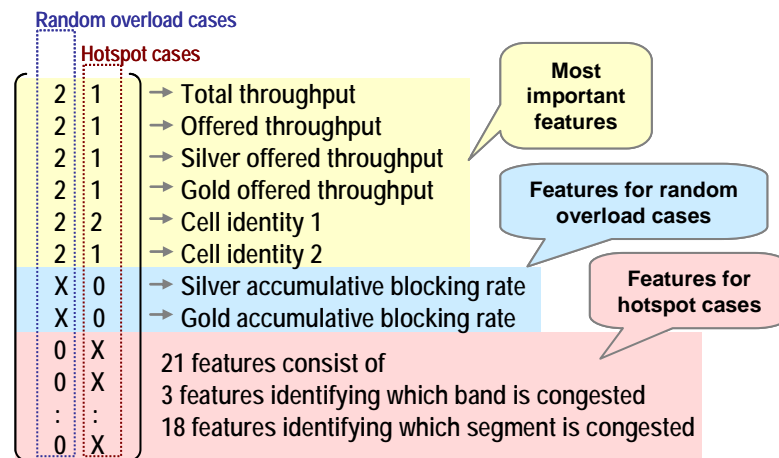 Random overload cases
Hotspot cases
2 1 → Total throughput
2 1 → Offered throughput
2 1 → Silver offered throughput
2 1 → Gold offered throughput
2 2 → Cell identity 1
2 1 → Cell identity 2
X 0 → Silver accumulative blocking rate
X 0 → Gold accumulative blocking rate
0 X
0 X
: :
0 X
21 features consist of
3 features identifying which band is congested
18 features identifying which segment is congested
Most
important
features
Features for random
overload cases
Features for
hotspot cases